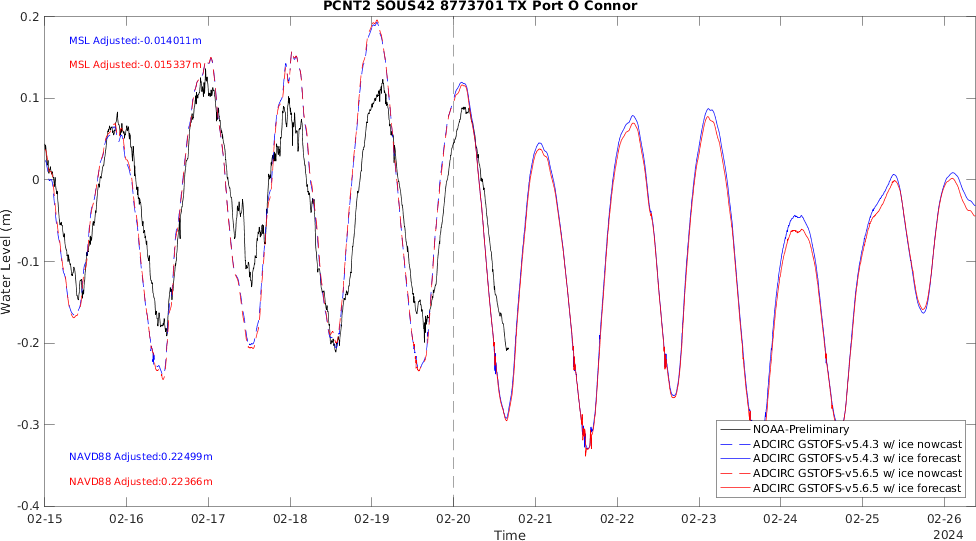 PCNT2 SOUS42 8773701 TX Port O Connor
0.2
0.1
0
-0.1
-0.2
-0.3
-0.4
Water Level (m)
MSL Adjusted:-0.014011m
MSL Adjusted:-0.015337m
NAVD88 Adjusted:0.22499m
NAVD88 Adjusted:0.22366m
NOAA-Preliminary
ADCIRC GSTOFS-v5.4.3 w/ ice nowcast
ADCIRC GSTOFS-v5.4.3 w/ ice forecast
ADCIRC GSTOFS-v5.6.5 w/ ice nowcast
ADCIRC GSTOFS-v5.6.5 w/ ice forecast
02-15 02-16 02-17 02-18 02-19 02-20 02-21 02-22 02-23 02-24 02-25 02-26
2024
Time